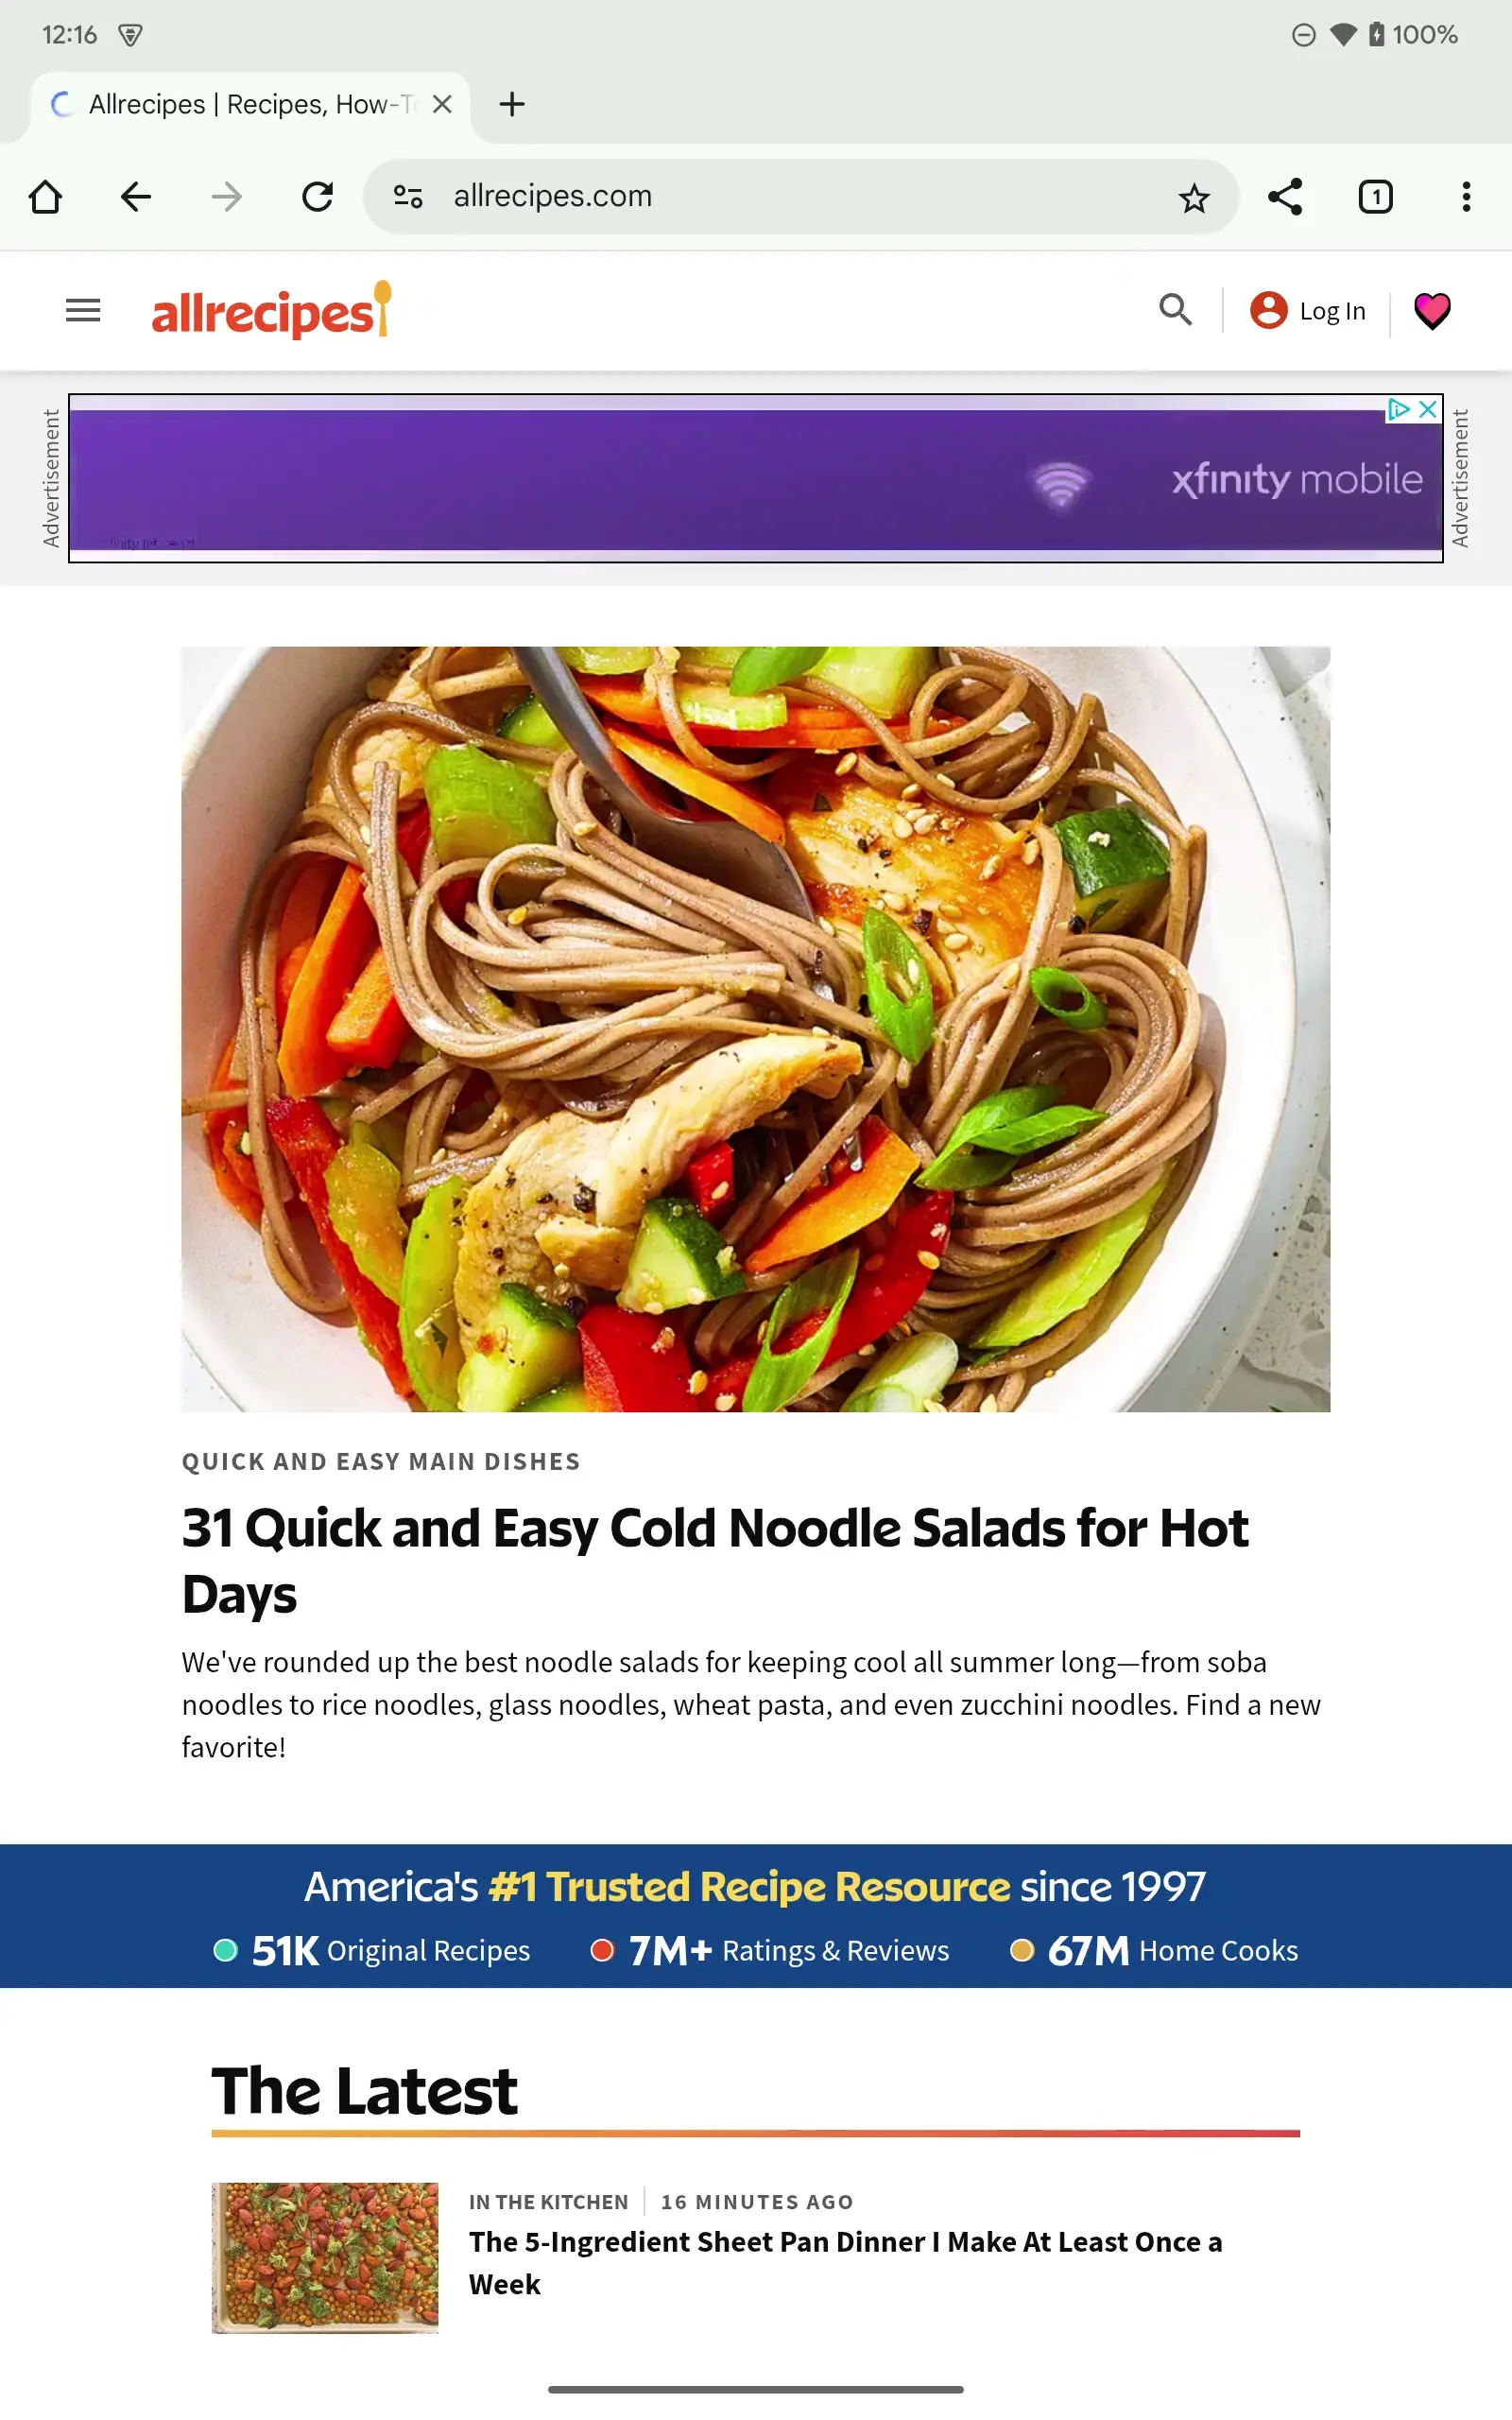 12:16
100%
Allrecipes | Recipes, How-T
allrecipes.com
1
allrecipes
Log In
Advertisement
xfinity mobile
Advertisement
QUICK AND EASY MAIN DISHES
31 Quick and Easy Cold Noodle Salads for Hot
Days
We've rounded up the best noodle salads for keeping cool all summer long—from soba
noodles to rice noodles, glass noodles, wheat pasta, and even zucchini noodles. Find a new
favorite!
America's #1 Trusted Recipe Resource since 1997
51K Original Recipes 7M+ Ratings & Reviews 67M Home Cooks
The Latest
IN THE KITCHEN 16 MINUTES AGO
The 5-Ingredient Sheet Pan Dinner I Make At Least Once a
Week